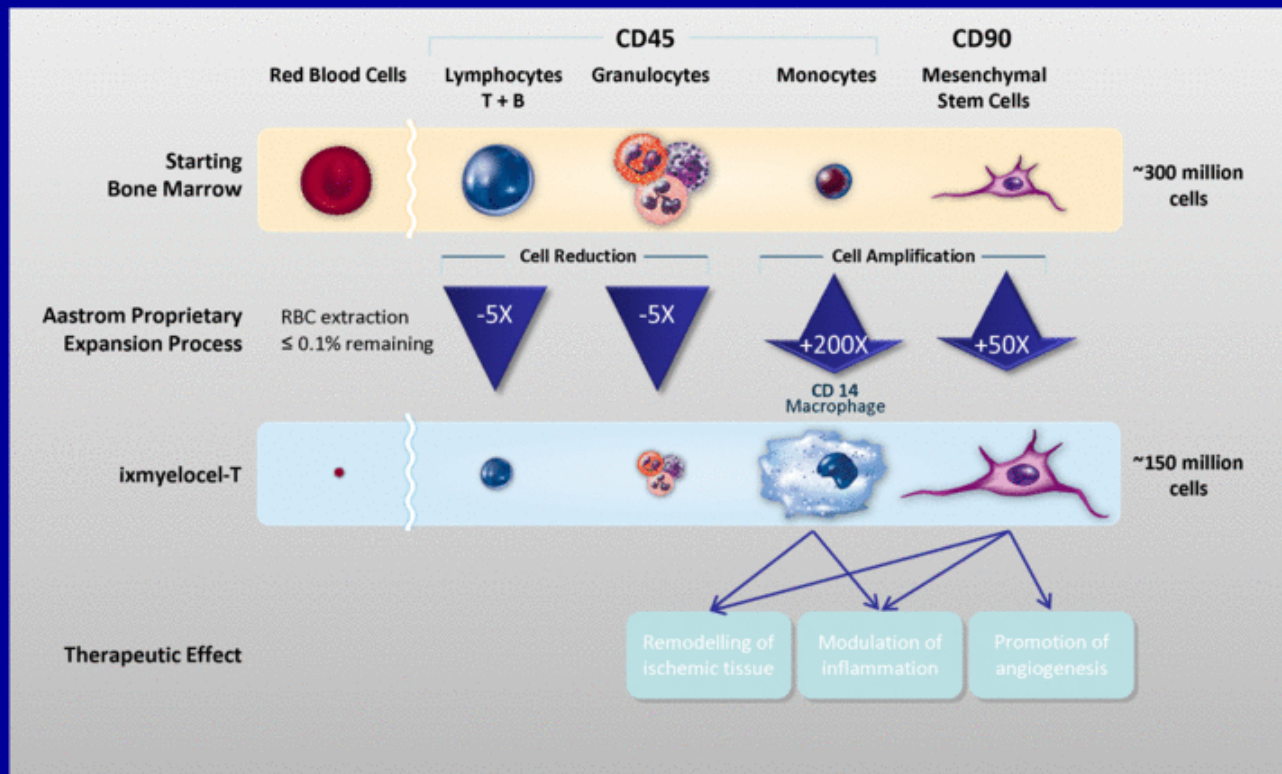 CD45
CD90
Red Blood Cells
Lymphocytes
T + B
Granulocytes
Monocytes
Mesenchymal
Stem Cells
Starting
Bone Marrow
~300 million
cells
Cell Reduction
Cell Amplification
Aastrom Proprietary
Expansion Process
RBC extraction
≤ 0.1% remaining
-5X
-5X
+200X
+50X
CD 14
Macrophage
ixmyelocel-T
~150 million
cells
Therapeutic Effect
Remodelling of
ischemic tissue
Modulation of
inflammation
Promotion of
angiogenesis